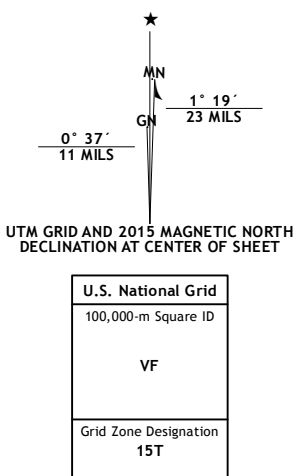 MN
GN
1° 19´
23 MILS
0° 37´
11 MILS
UTM GRID AND 2015 MAGNETIC NORTH
DECLINATION AT CENTER OF SHEET
U.S. National Grid
100,000-m Square ID
VF
Grid Zone Designation
15T